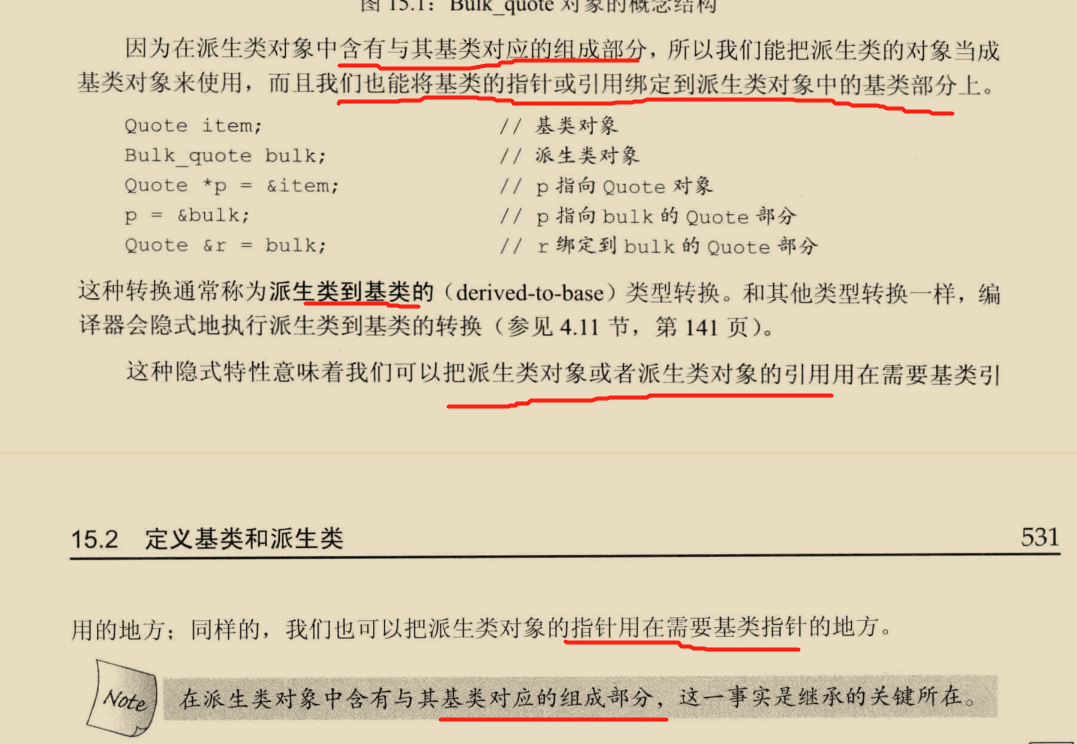 图 15.1：Bulk_quote 对象的概念结构
因为在派生类对象中含有与其基类对应的组成部分，所以我们能把派生类的对象当成
基类对象来使用，而且我们也能将基类的指针或引用绑定到派生类对象中的基类部分上。
Quote item; // 基类对象
Bulk_quote bulk; // 派生类对象
Quote *p = &item; // p 指向 Quote 对象
p = &bulk; // p 指向 bulk 的 Quote 部分
Quote &r = bulk; // r 绑定到 bulk 的 Quote 部分
这种转换通常称为派生类到基类的（derived-to-base）类型转换。和其他类型转换一样，编
译器会隐式地执行派生类到基类的转换（参见 4.11 节，第 141 页）。
这种隐式特性意味着我们可以把派生类对象或者派生类对象的引用用在需要基类引
15.2 定义基类和派生类 531
用的地方；同样的，我们也可以把派生类对象的指针用在需要基类指针的地方。
Note 在派生类对象中含有与其基类对应的组成部分，这一事实是继承的关键所在。